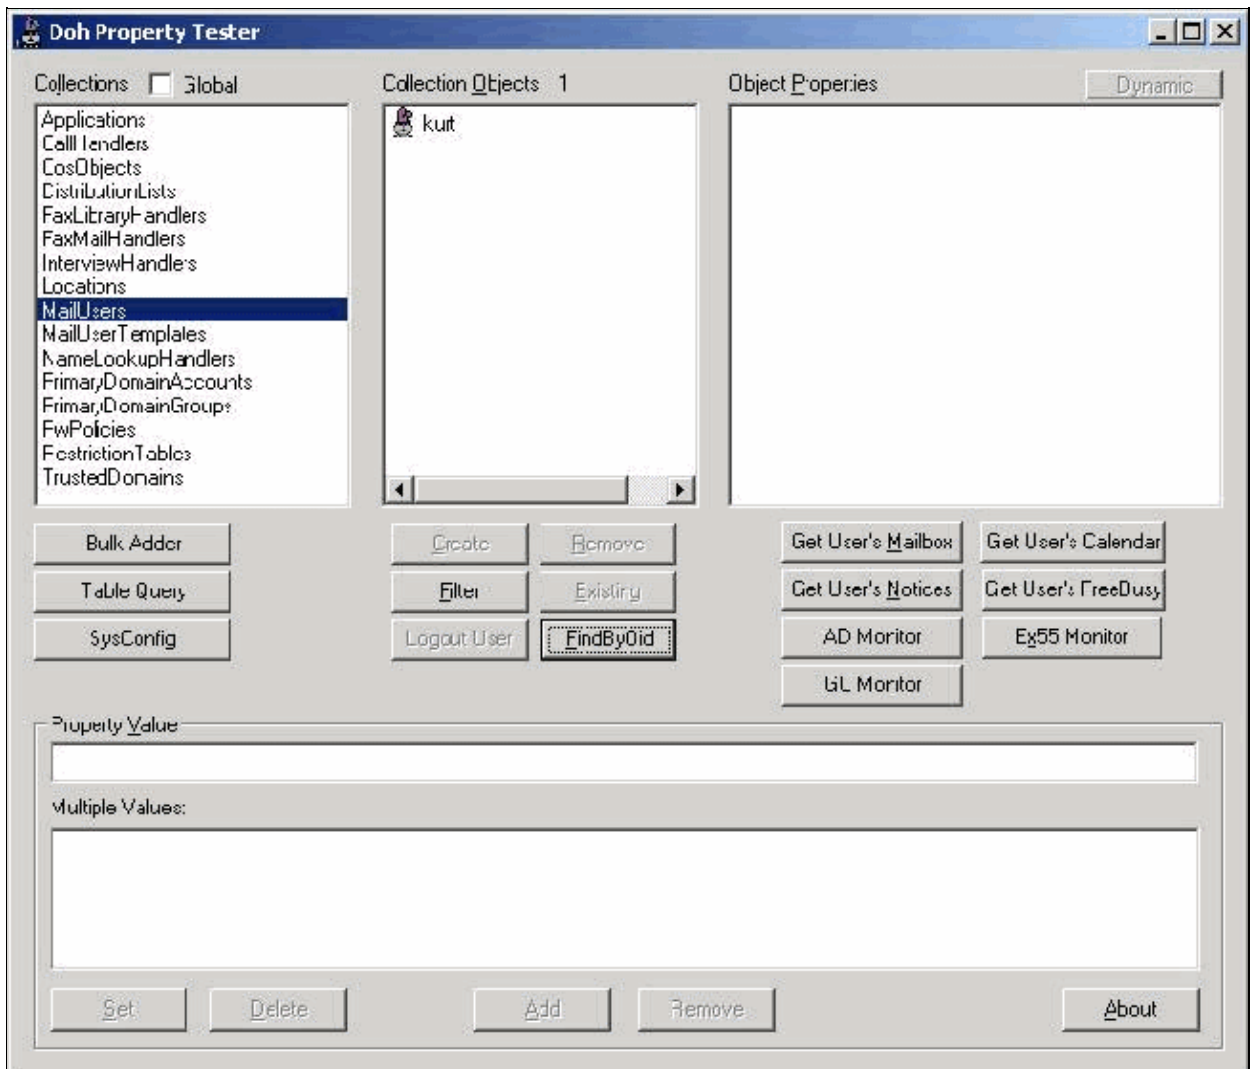 Doh Property Tester
Collections Global
Collection Objects 1
Object Properties
Dynamic
Applications
CallHandlers
CosObjects
DistributionLists
FaxLibraryHandlers
FaxMailHandlers
InterviewHandlers
Locations
MailUsers
MailUserTemplates
NameLookupHandlers
PrimaryDomainAccounts
PrimaryDomainGroups
PwPolicies
RestrictionTables
TrustedDomains
kurt
Bulk Adder
Table Query
SysConfig
Create
Remove
Filter
Existing
Logout User
FindByOid
Get User's Mailbox
Get User's Calendar
Get User's Notices
Get User's FreeBusy
AD Monitor
Ex55 Monitor
GC Monitor
Property Value
Multiple Values:
Set
Delete
Add
Remove
About